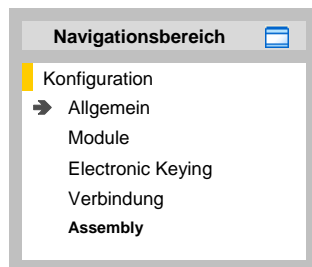 Navigationsbereich
Konfiguration
Allgemein
Module
Electronic Keying
Verbindung
Assembly